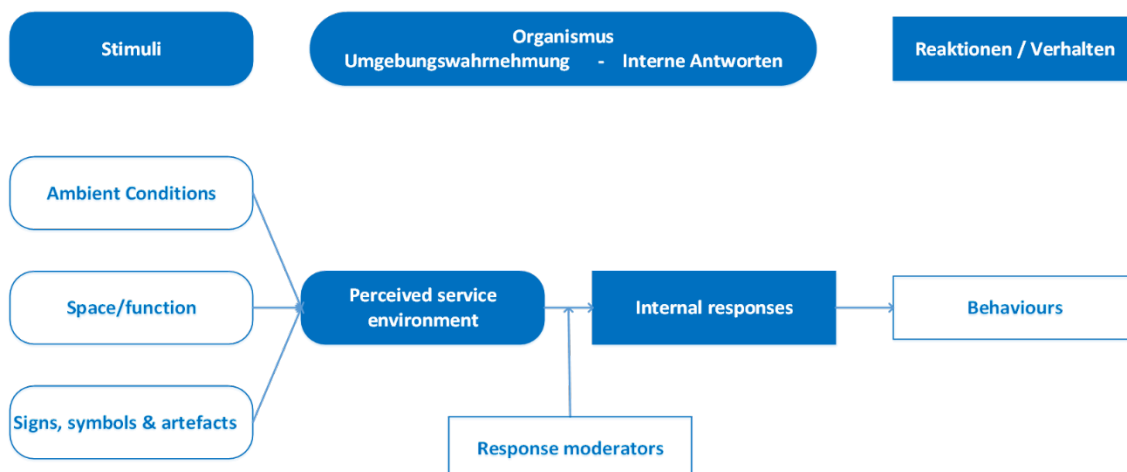 Stimuli
Organismus
Umgebungswahrnehmung - Interne Antworten
Reaktionen / Verhalten
Ambient Conditions
Space/function
Perceived service
environment
Internal responses
Behaviours
Signs, symbols & artefacts
Response moderators